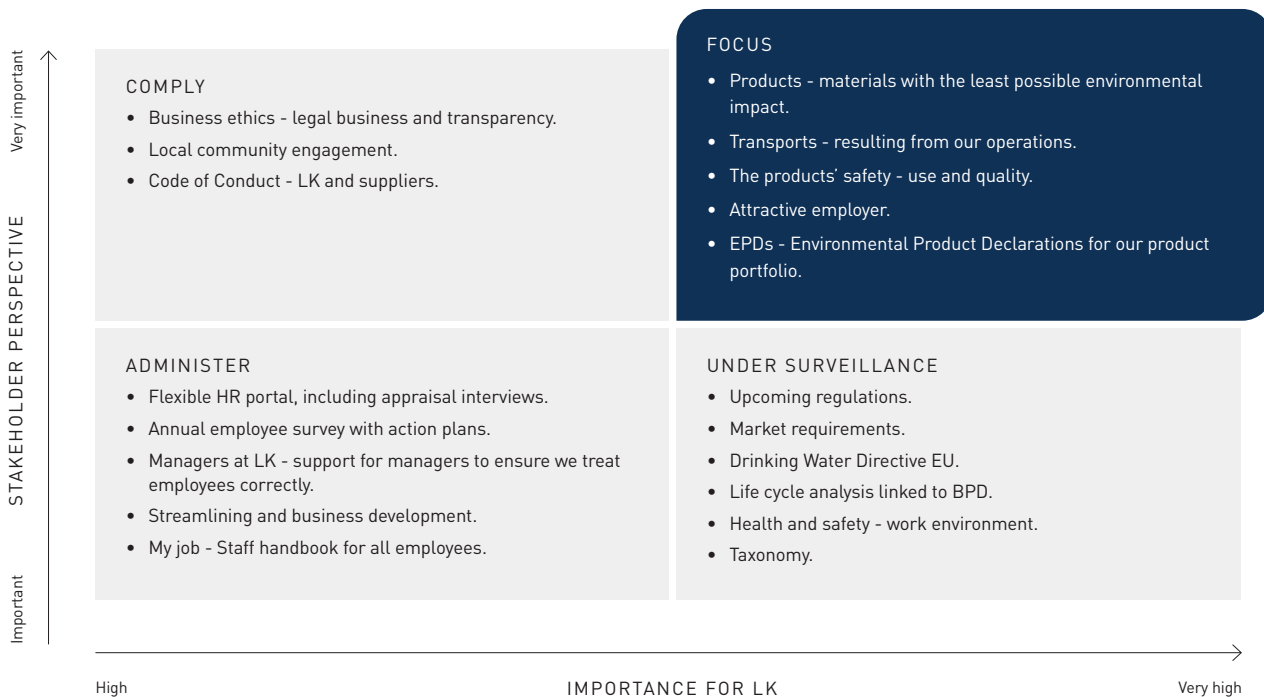 FOCUS
• Products - materials with the least possible environmental
impact.
• Transports - resulting from our operations.
• The products’ safety - use and quality.
• Attractive employer.
• EPDs - Environmental Product Declarations for our product
portfolio.
COMPLY
• Business ethics - legal business and transparency.
• Local community engagement.
• Code of Conduct - LK and suppliers.
ADMINISTER
• Flexible HR portal, including appraisal interviews.
• Annual employee survey with action plans.
• Managers at LK - support for managers to ensure we treat
employees correctly.
• Streamlining and business development.
• My job - Staff handbook for all employees.
UNDER SURVEILLANCE
• Upcoming regulations.
• Market requirements.
• Drinking Water Directive EU.
• Life cycle analysis linked to BPD.
• Health and safety - work environment.
• Taxonomy.
Very important
STAKEHOLDER PERSPECTIVE
Important
High
IMPORTANCE FOR LK
Very high